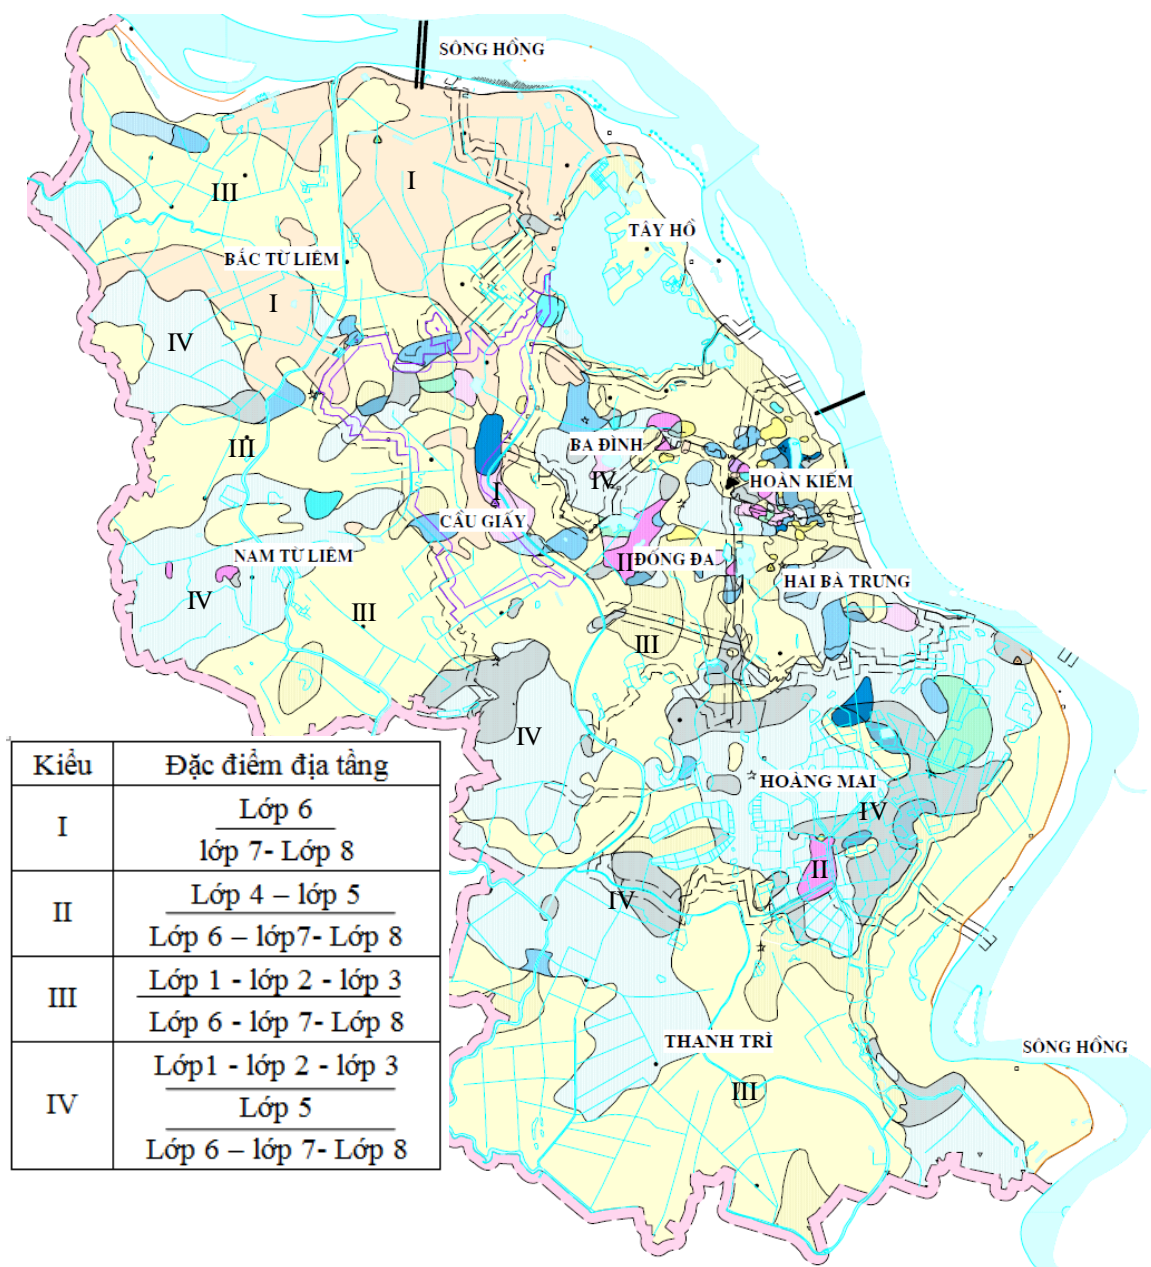 SÔNG HỒNG
III
I
TÂY HỒ
BẮC TỪ LIÊM
I
IV
III
BA ĐÌNH
IV
HOÀN KIẾM
I
CẦU GIẤY
NAM TỪ LIÊM
II
ĐỐNG ĐA
HAI BÀ TRUNG
IV
III
III
IV
HOÀNG MAI
IV
II
IV
THANH TRÌ
SÔNG HỒNG
III
Kiểu Đặc điểm địa tầng
I
Lớp 6
lớp 7- Lớp 8
II
Lớp 4 – lớp 5
Lớp 6 – lớp7- Lớp 8
III
Lớp 1 - lớp 2 - lớp 3
Lớp 6 - lớp 7- Lớp 8
IV
Lớp1 - lớp 2 - lớp 3
Lớp 5
Lớp 6 – lớp 7- Lớp 8